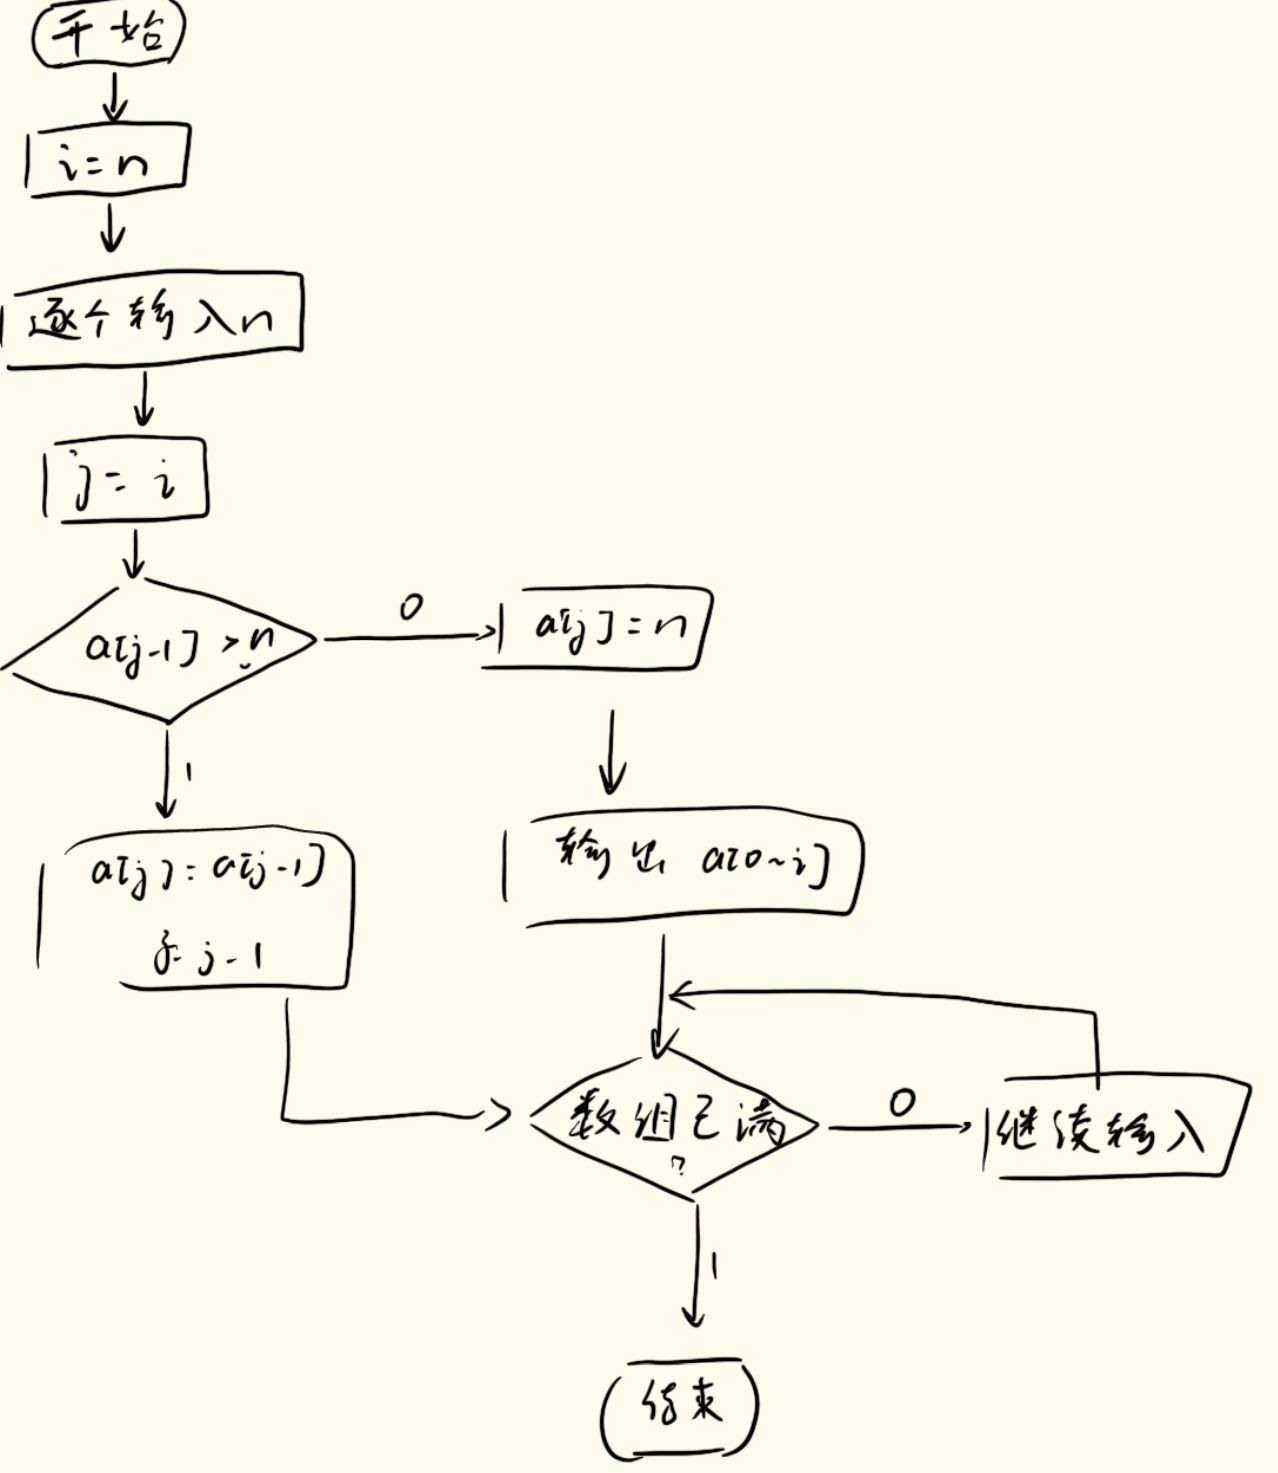 开始
i=n
逐个输入n
j=i
a[j-1]>n
0
a[j]=n
1
a[j]=a[j-1]
j=j-1
输出 a[0~i]
数组已满
?
0
继续输入
1
结束